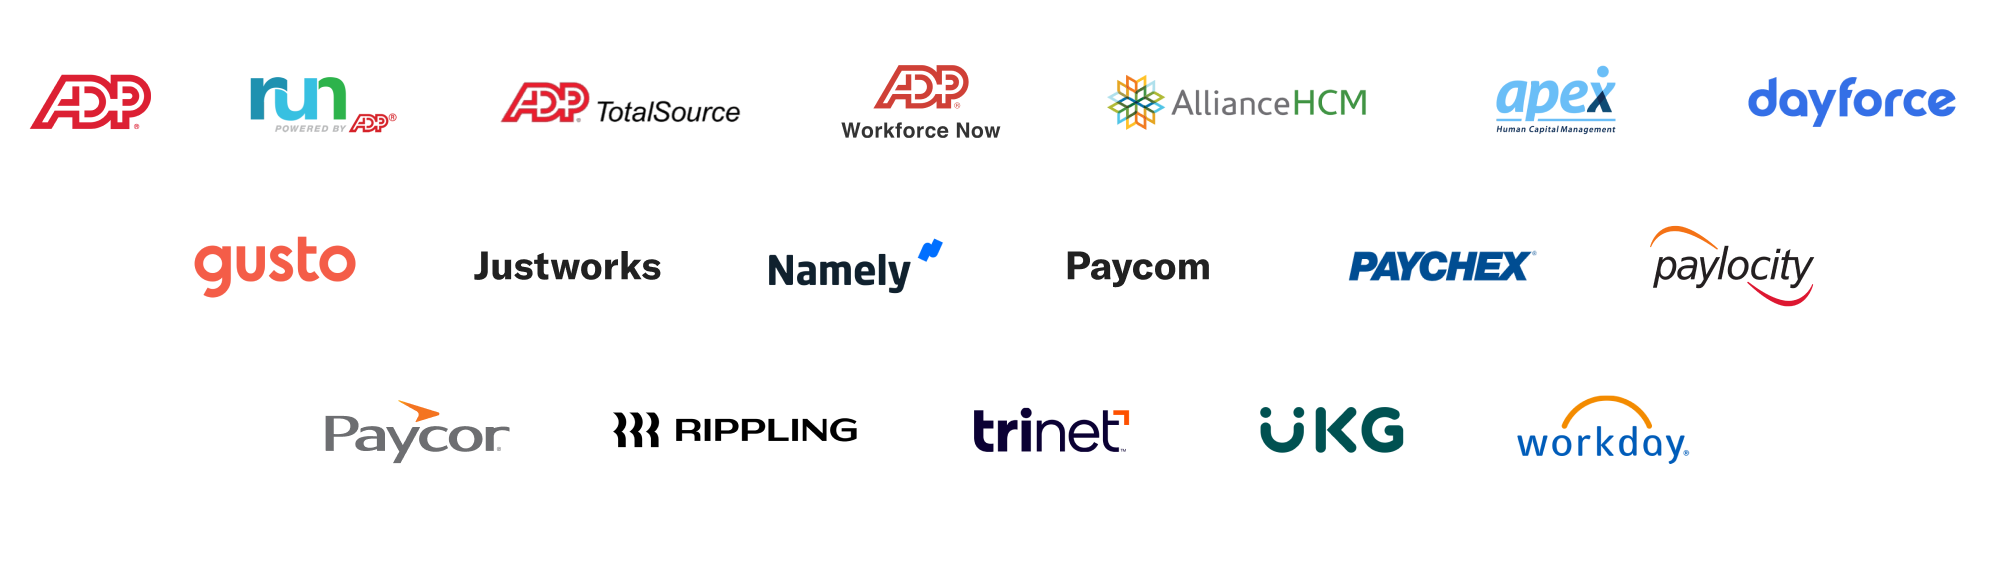 ADP®
run
POWERED BY ADP®
ADP® TotalSource
ADP®
Workforce Now
AllianceHCM
apex
Human Capital Management
dayforce
gusto
Justworks
Namely
Paycom
PAYCHEX®
paylocity
Paycor®
RIPPLING
trinet™
UKG
workday®